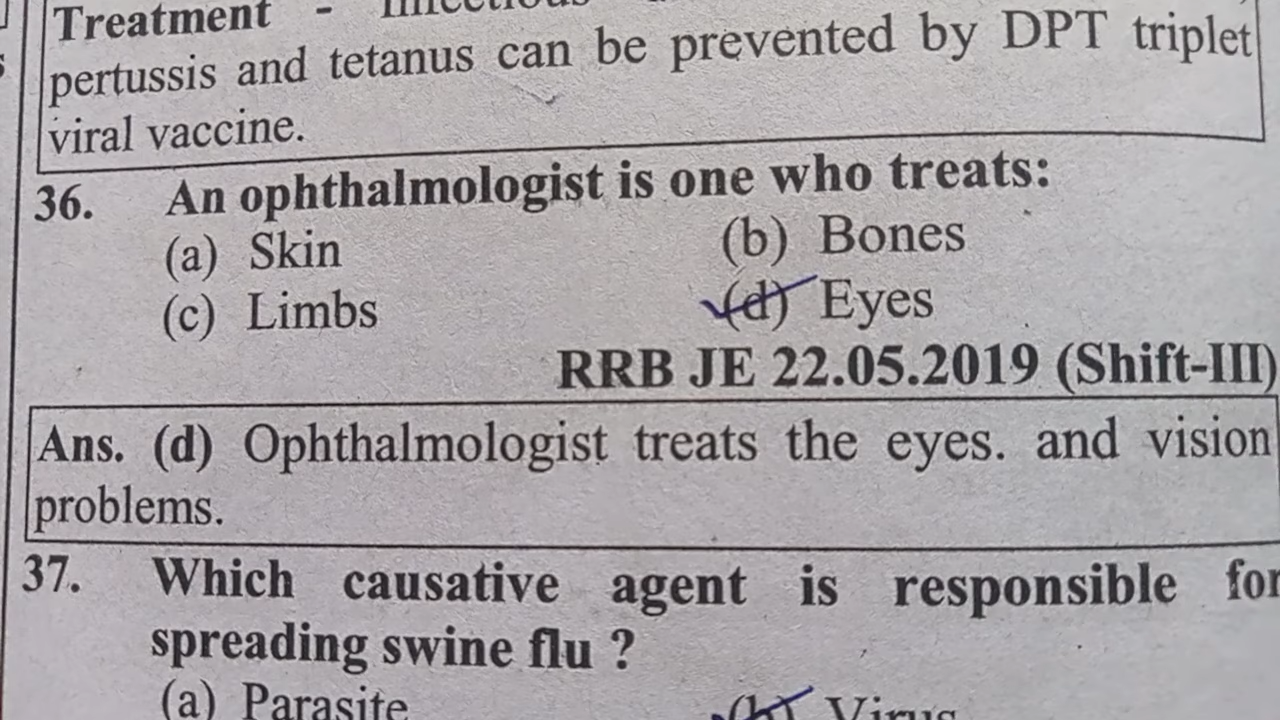 Treatment -
pertussis and tetanus can be prevented by DPT triplet
viral vaccine.
36. An ophthalmologist is one who treats:
(a) Skin (b) Bones
(c) Limbs (d) Eyes
RRB JE 22.05.2019 (Shift-III)
Ans. (d) Ophthalmologist treats the eyes. and vision
problems.
37. Which causative agent is responsible for
spreading swine flu ?
(a) Parasite (b) Virus